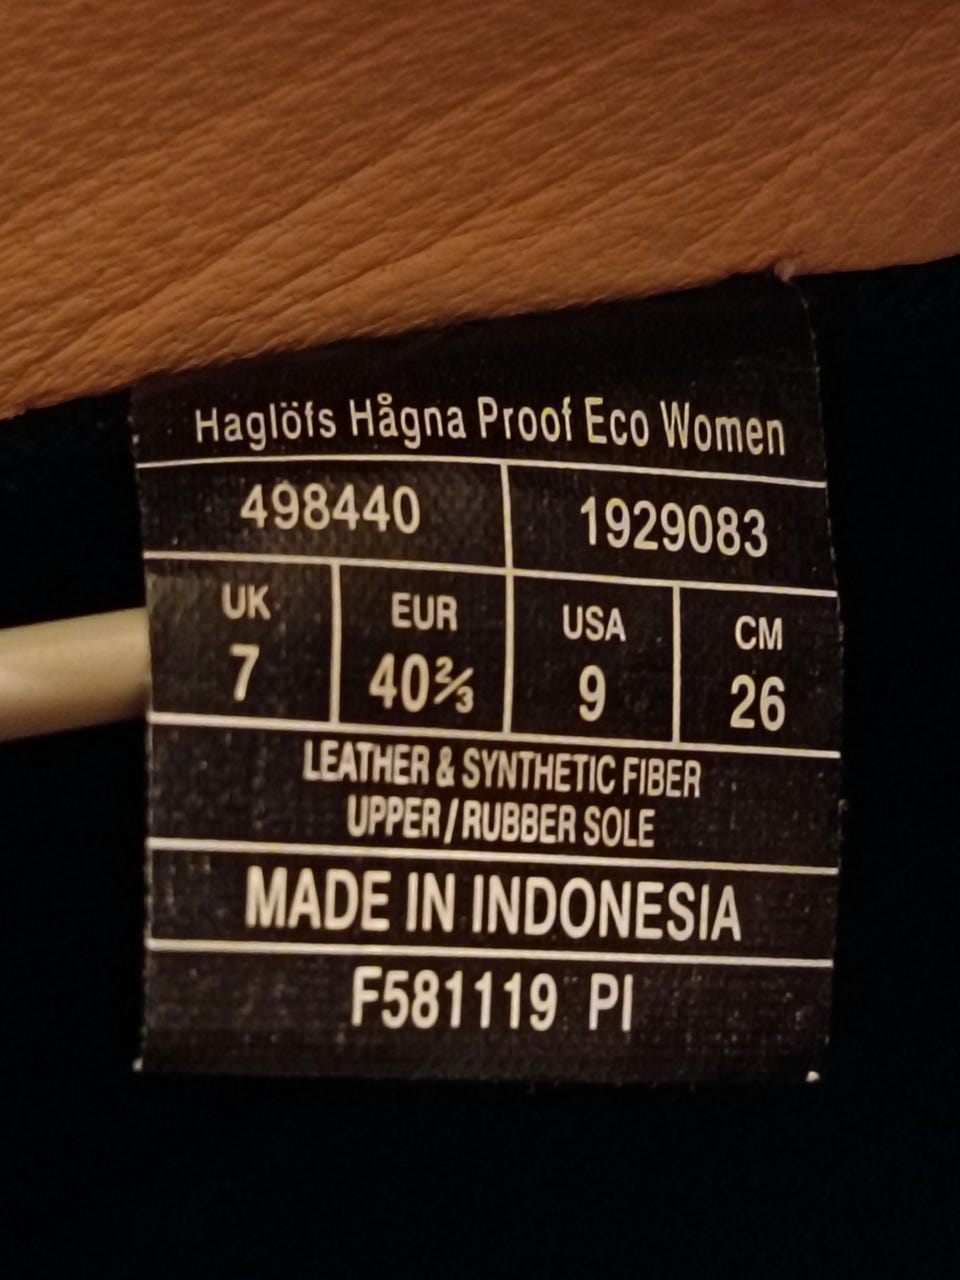 Haglöfs Hågna Proof Eco Women
498440 1929083
UK EUR USA CM
7 40⅔ 9 26
LEATHER & SYNTHETIC FIBER
UPPER / RUBBER SOLE
MADE IN INDONESIA
F581119 PI